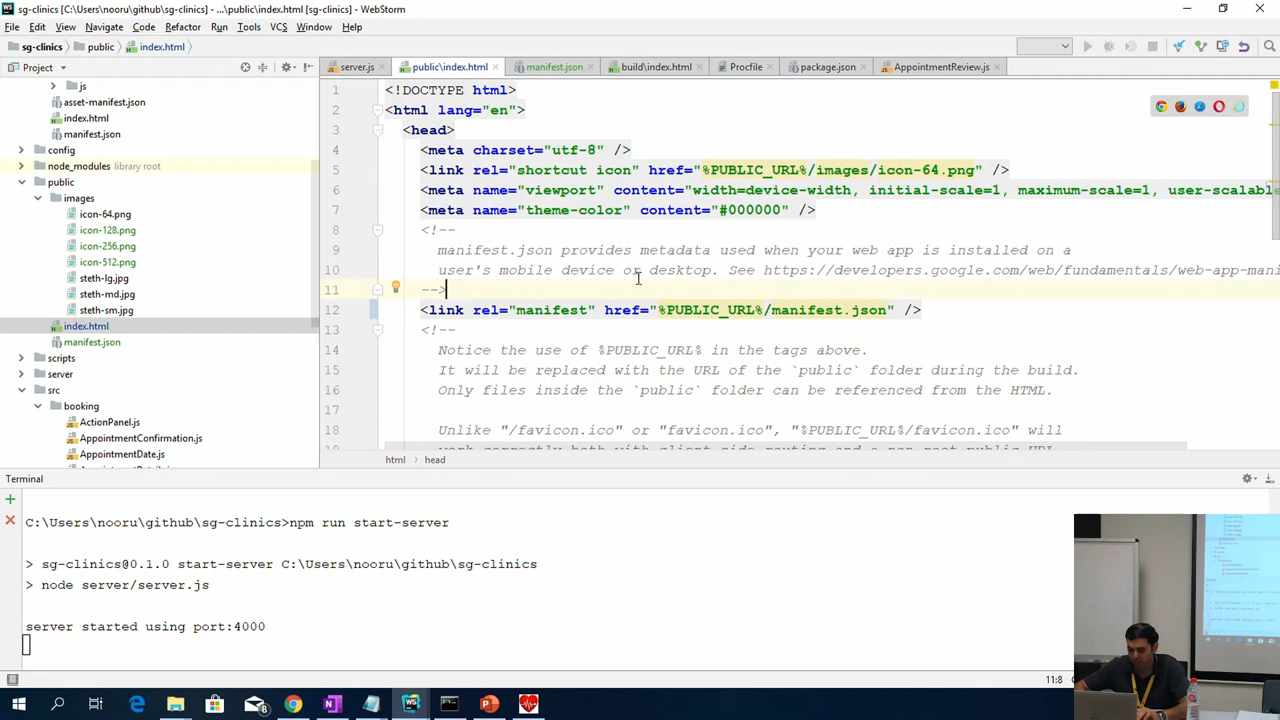 sg-clinics [C:\Users\nooru\github\sg-clinics] - ...\public\index.html [sg-clinics] - WebStorm
File Edit View Navigate Code Refactor Run Tools VCS Window Help
sg-clinics public index.html
Project
server.js public\index.html manifest.json build\index.html Procfile package.json AppointmentReview.js
js
asset-manifest.json
index.html
manifest.json
config
node_modules library root
public
images
icon-64.png
icon-128.png
icon-256.png
icon-512.png
steth-lg.jpg
steth-md.jpg
steth-sm.jpg
index.html
manifest.json
scripts
server
src
booking
ActionPanel.js
AppointmentConfirmation.js
AppointmentDate.js
1 <!DOCTYPE html>
2 <html lang="en">
3 <head>
4 <meta charset="utf-8" />
5 <link rel="shortcut icon" href="%PUBLIC_URL%/images/icon-64.png" />
6 <meta name="viewport" content="width=device-width, initial-scale=1, maximum-scale=1, user-scalable
7 <meta name="theme-color" content="#000000" />
8 <!--
9 manifest.json provides metadata used when your web app is installed on a
10 user's mobile device or desktop. See https://developers.google.com/web/fundamentals/web-app-mani
11 -->
12 <link rel="manifest" href="%PUBLIC_URL%/manifest.json" />
13 <!--
14 Notice the use of %PUBLIC_URL% in the tags above.
15 It will be replaced with the URL of the `public` folder during the build.
16 Only files inside the `public` folder can be referenced from the HTML.
17
18 Unlike "/favicon.ico" or "favicon.ico", "%PUBLIC_URL%/favicon.ico" will
19 work correctly both with client-side routing and a non-root public URL.
html head
Terminal
C:\Users\nooru\github\sg-clinics>npm run start-server
> sg-clinics@0.1.0 start-server C:\Users\nooru\github\sg-clinics
> node server/server.js
server started using port:4000
11:8